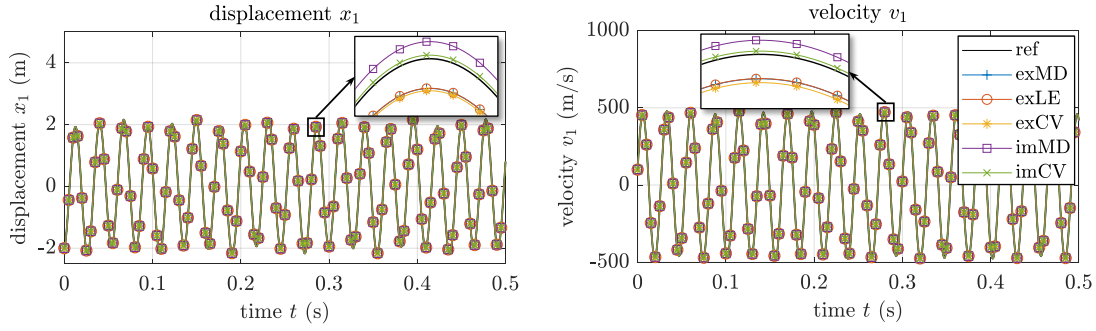 displacement x₁
displacement x₁ (m)
4
2
0
-2
0
0.1
0.2
0.3
0.4
0.5
time t (s)
velocity v₁
velocity v₁ (m/s)
1000
500
0
-500
0
0.1
0.2
0.3
0.4
0.5
time t (s)
ref
exMD
exLE
exCV
imMD
imCV